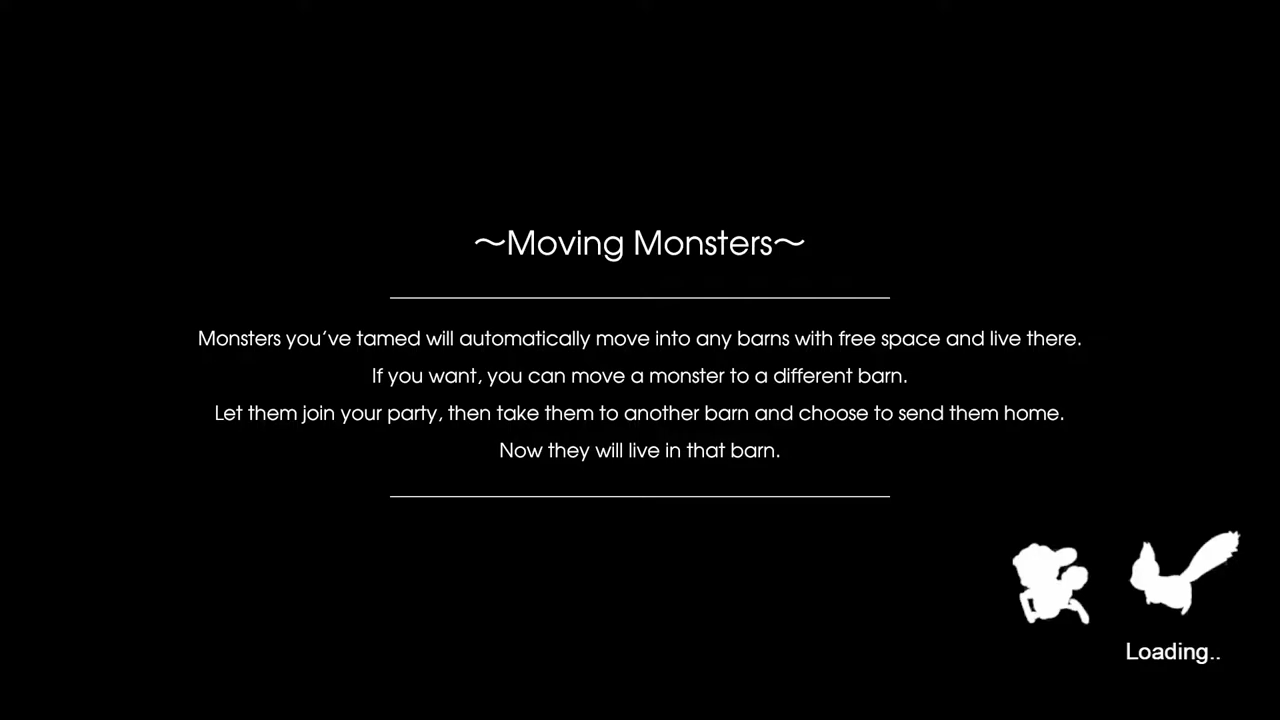 ～Moving Monsters～
Monsters you’ve tamed will automatically move into any barns with free space and live there.
If you want, you can move a monster to a different barn.
Let them join your party, then take them to another barn and choose to send them home.
Now they will live in that barn.
Loading..